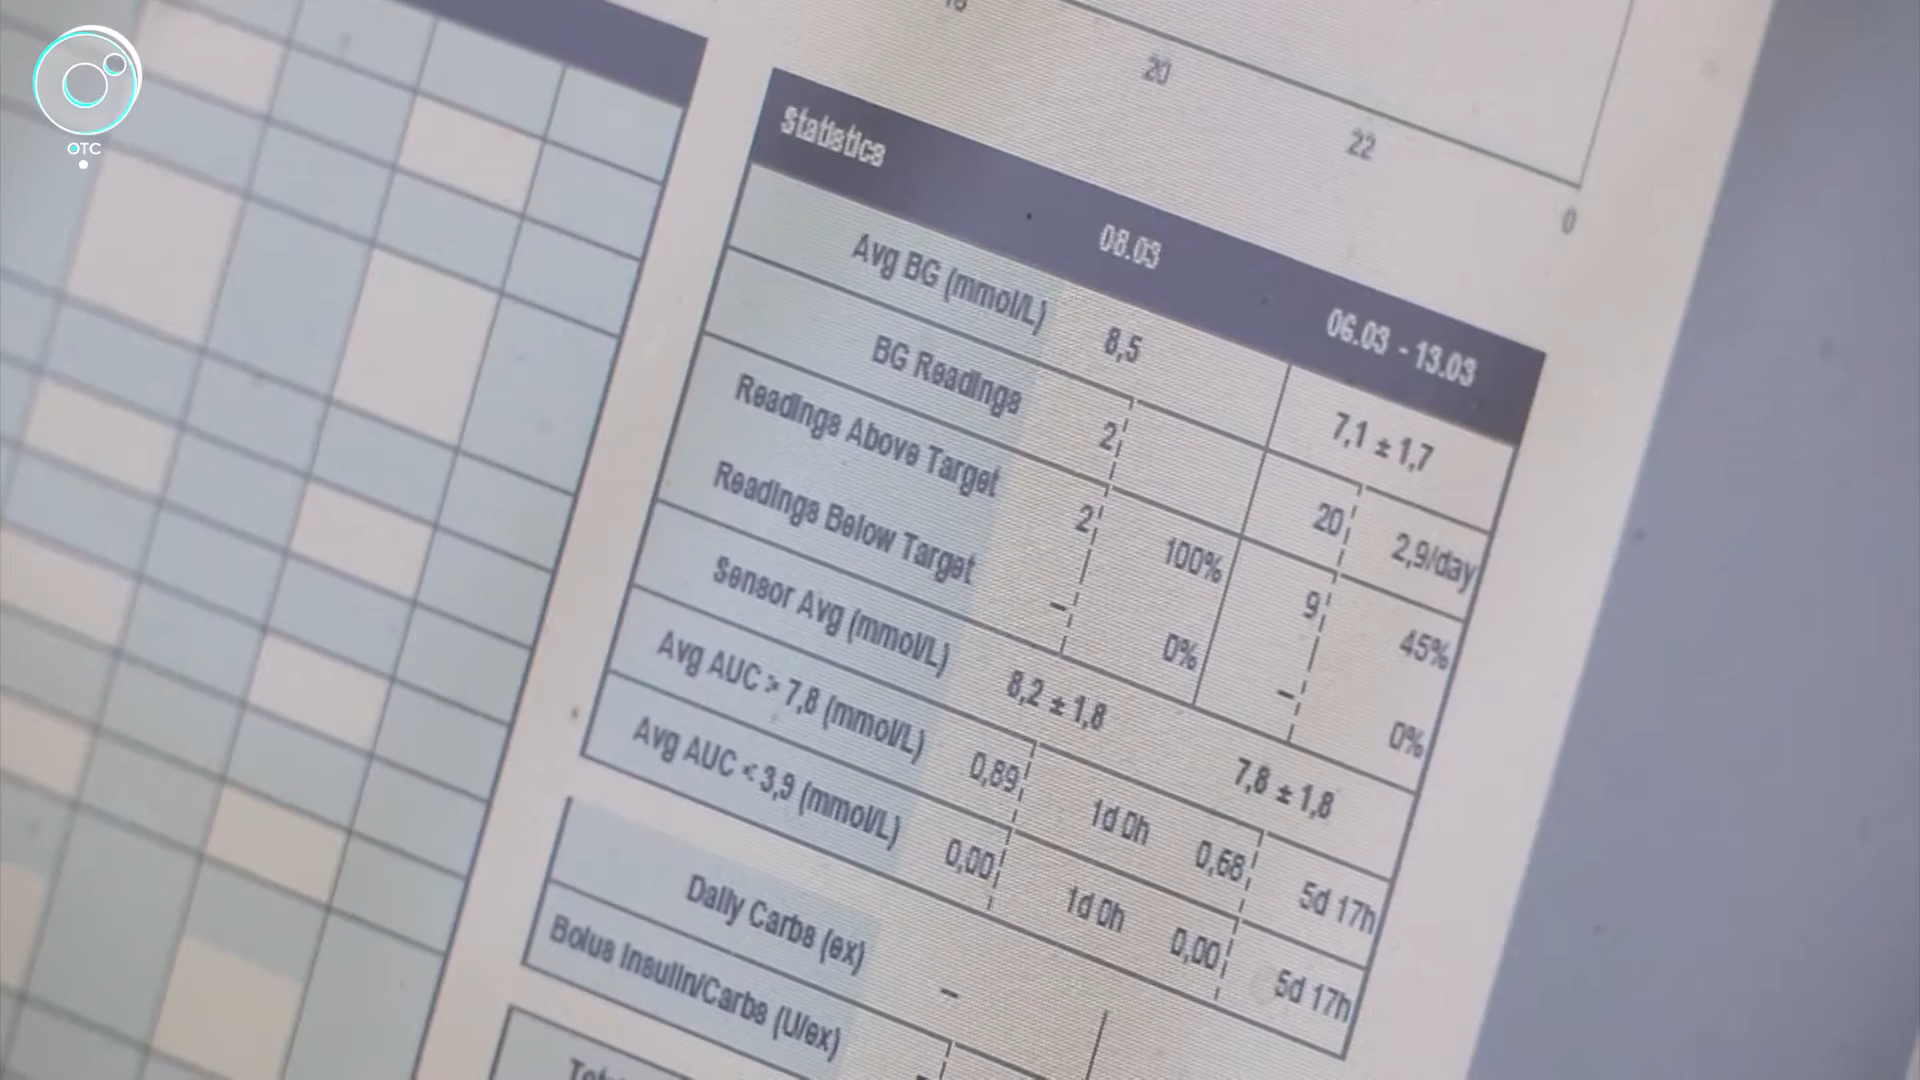 OTC
20
22
0
Statistics 08.03 06.03 - 13.03
Avg BG (mmol/L) 8,5 7,1 ± 1,7
BG Readings 2 20 2,9/day
Readings Above Target 2 100% 9 45%
Readings Below Target – 0% – 0%
Sensor Avg (mmol/L) 8,2 ± 1,8 7,8 ± 1,8
Avg AUC > 7,8 (mmol/L) 0,89 1d 0h 0,68 5d 17h
Avg AUC < 3,9 (mmol/L) 0,00 1d 0h 0,00 5d 17h
Daily Carbs (ex) –
Bolus Insulin/Carbs (U/ex)